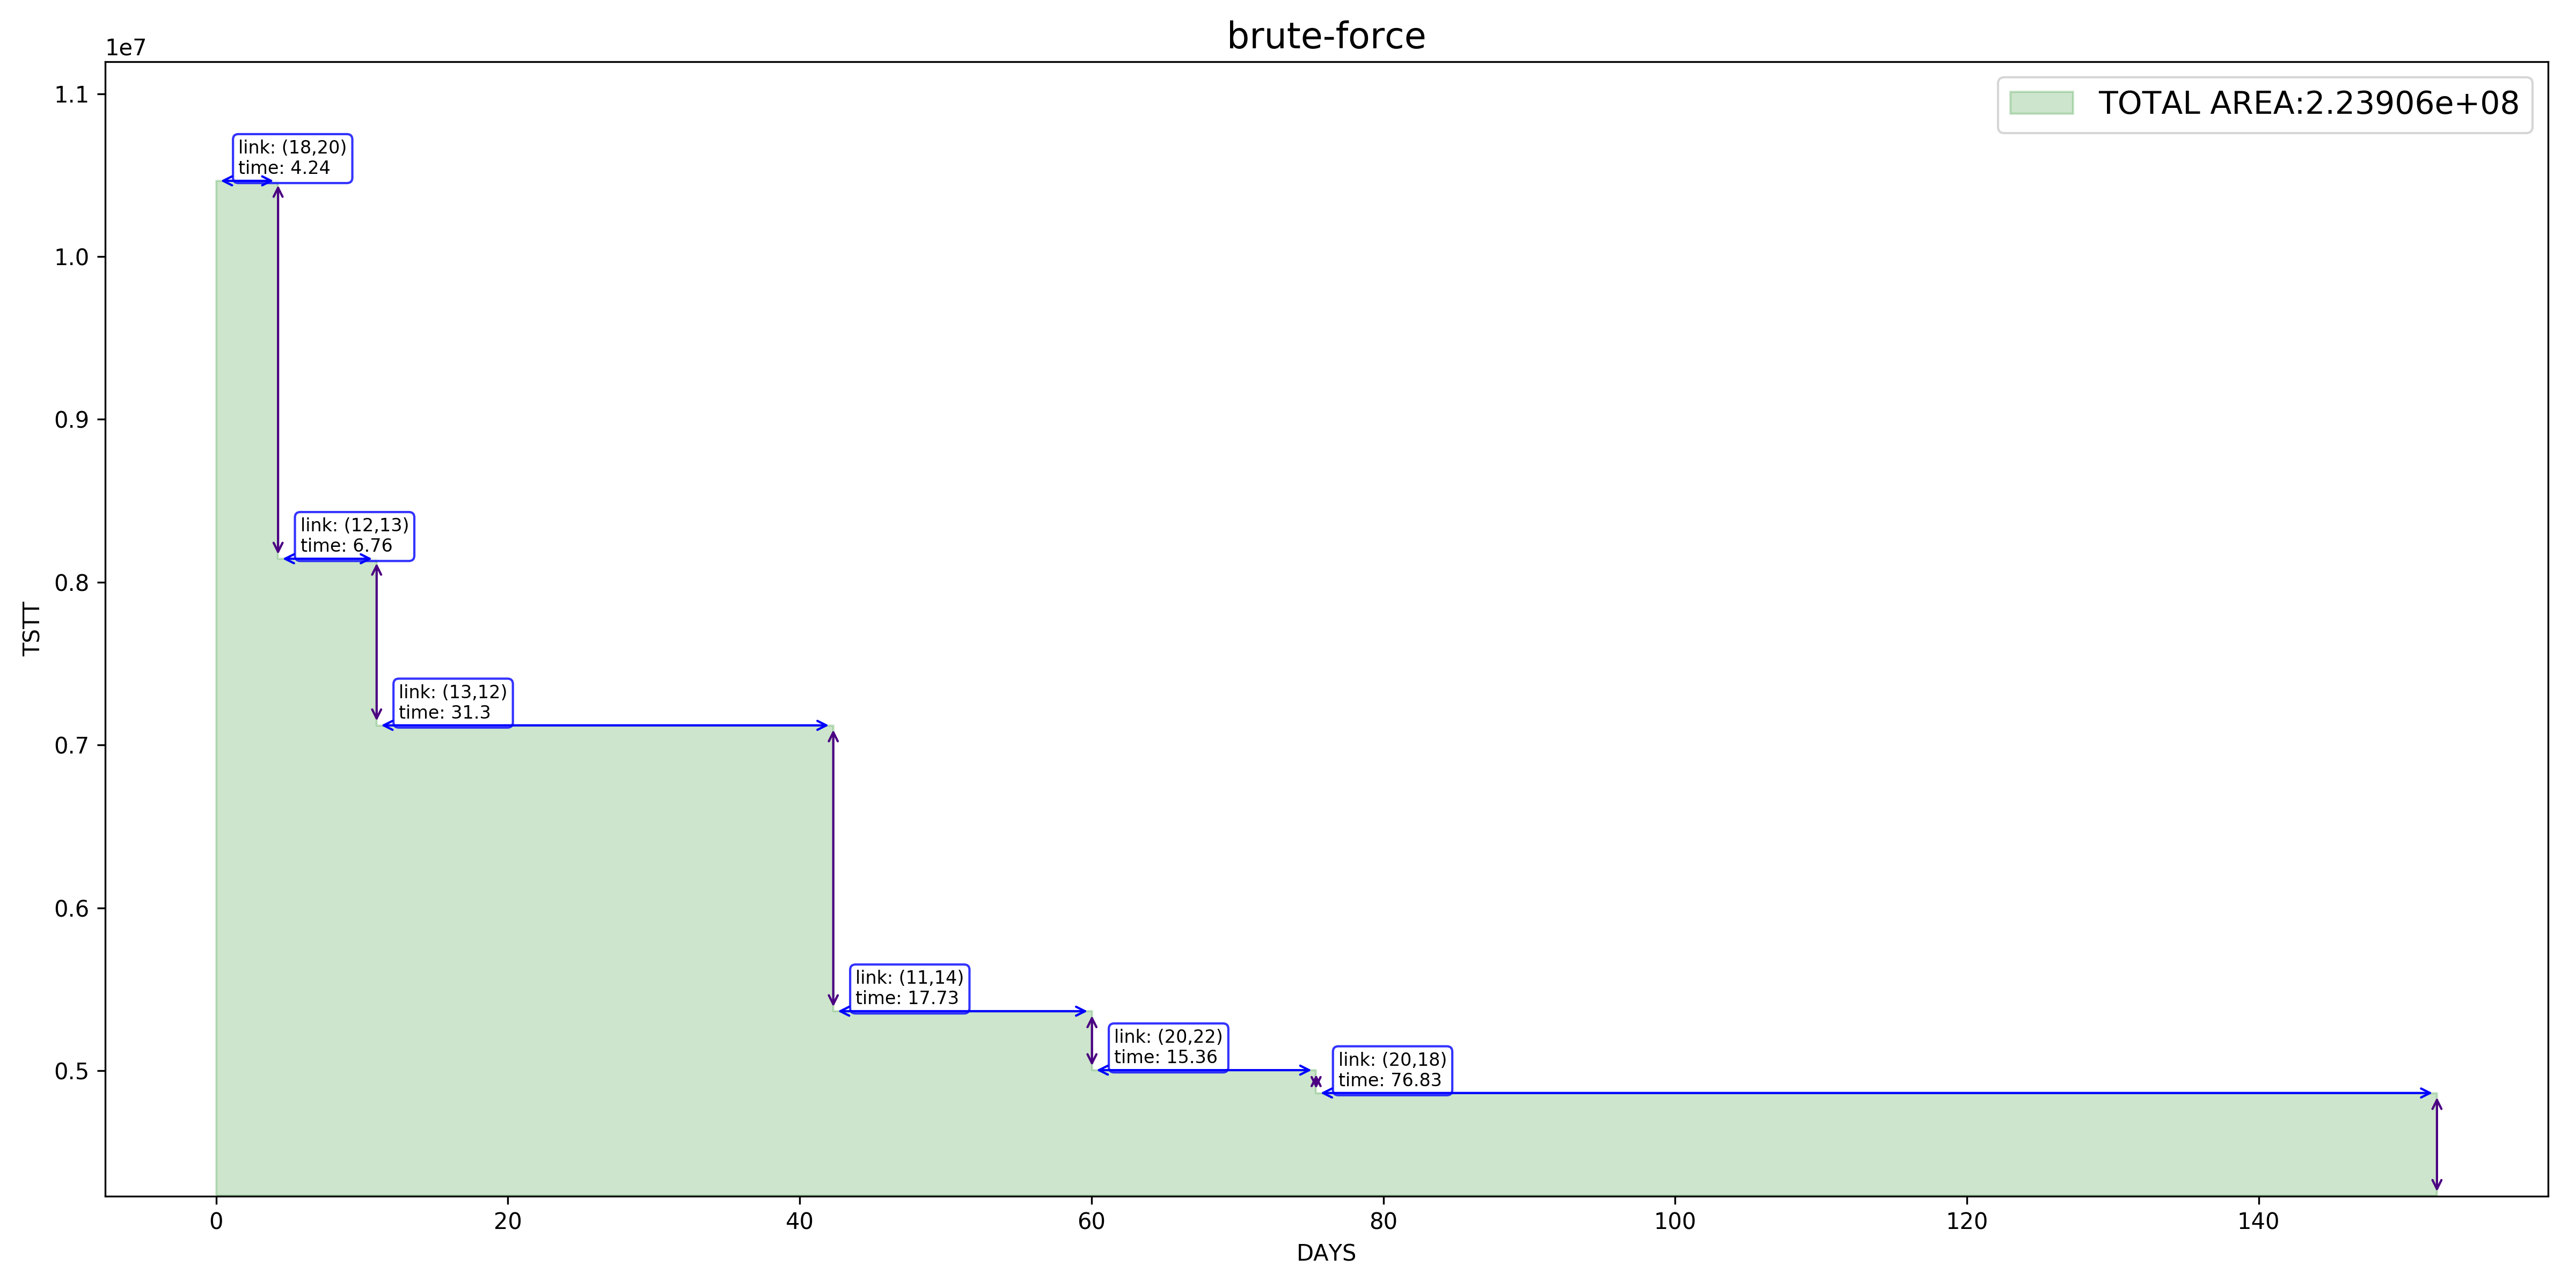 brute-force
1e7
TOTAL AREA:2.23906e+08
1.1
1.0
0.9
0.8
0.7
0.6
0.5
TSTT
link: (18,20)
time: 4.24
link: (12,13)
time: 6.76
link: (13,12)
time: 31.3
link: (11,14)
time: 17.73
link: (20,22)
time: 15.36
link: (20,18)
time: 76.83
0 20 40 60 80 100 120 140
DAYS